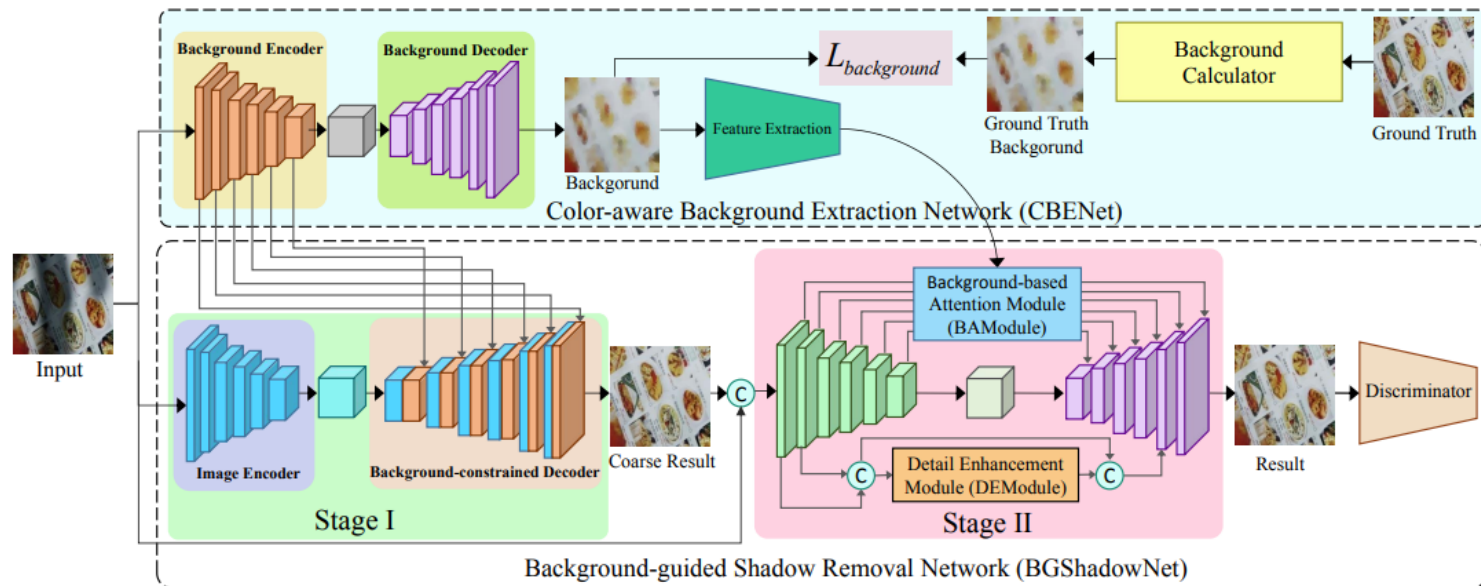 Background Encoder
Background Decoder
L background
Background
Calculator
Feature Extraction
Ground Truth
Backgorund
Ground Truth
Backgorund
Color-aware Background Extraction Network (CBENet)
Input
Background-based
Attention Module
(BAModule)
C
Discriminator
Image Encoder
Background-constrained Decoder
Coarse Result
C
Detail Enhancement
Module (DEModule)
C
Result
Stage I
Stage II
Background-guided Shadow Removal Network (BGShadowNet)